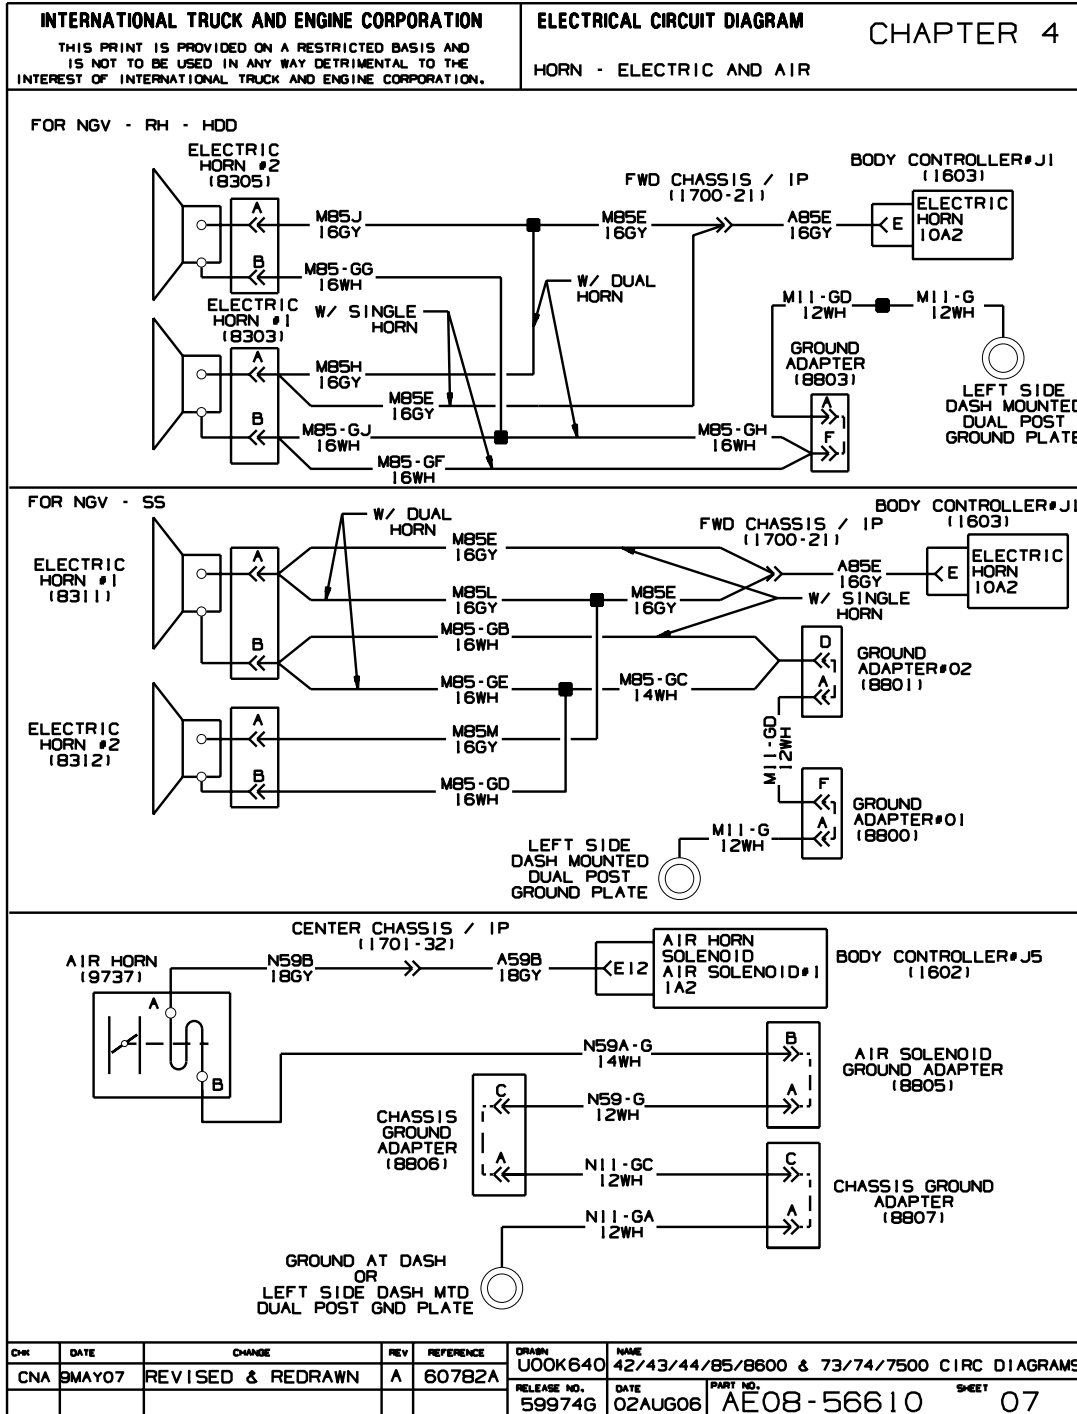 INTERNATIONAL TRUCK AND ENGINE CORPORATION
THIS PRINT IS PROVIDED ON A RESTRICTED BASIS AND
IS NOT TO BE USED IN ANY WAY DETRIMENTAL TO THE
INTEREST OF INTERNATIONAL TRUCK AND ENGINE CORPORATION.
ELECTRICAL CIRCUIT DIAGRAM
HORN - ELECTRIC AND AIR
CHAPTER 4
FOR NGV - RH - HDD
ELECTRIC
HORN #2
(8305)
A
B
M85J
16GY
M85-GG
16WH
FWD CHASSIS / IP
(1700-21)
M85E
16GY
A85E
16GY
BODY CONTROLLER#J1
(1603)
E
ELECTRIC
HORN
10A2
ELECTRIC
HORN #1
(8303)
W/ SINGLE
HORN
W/ DUAL
HORN
A
B
M85H
16GY
M85E
16GY
M85-GJ
16WH
M85-GF
16WH
M85-GH
16WH
M11-GD
12WH
M11-G
12WH
GROUND
ADAPTER
(8803)
A
F
LEFT SIDE
DASH MOUNTED
DUAL POST
GROUND PLATE
FOR NGV - SS
ELECTRIC
HORN #1
(8311)
A
B
W/ DUAL
HORN
M85E
16GY
M85L
16GY
M85E
16GY
M85-GB
16WH
M85-GE
16WH
M85-GC
14WH
FWD CHASSIS / IP
(1700-21)
A85E
16GY
W/ SINGLE
HORN
BODY CONTROLLER#J1
(1603)
E
ELECTRIC
HORN
10A2
D
A
GROUND
ADAPTER#02
(8801)
ELECTRIC
HORN #2
(8312)
A
B
M85M
16GY
M85-GD
16WH
M11-GD
12WH
F
A
GROUND
ADAPTER#01
(8800)
M11-G
12WH
LEFT SIDE
DASH MOUNTED
DUAL POST
GROUND PLATE
CENTER CHASSIS / IP
(1701-32)
AIR HORN
(9737)
A
B
N59B
18GY
A59B
18GY
E12
AIR HORN
SOLENOID
AIR SOLENOID#1
1A2
BODY CONTROLLER#J5
(1602)
N59A-G
14WH
N59-G
12WH
B
A
AIR SOLENOID
GROUND ADAPTER
(8805)
CHASSIS
GROUND
ADAPTER
(8806)
C
A
N11-GC
12WH
N11-GA
12WH
C
A
CHASSIS GROUND
ADAPTER
(8807)
GROUND AT DASH
OR
LEFT SIDE DASH MTD
DUAL POST GND PLATE
CHK DATE CHANGE REV REFERENCE
CNA 9MAY07 REVISED & REDRAWN A 60782A
DRAWN
U00K640
NAME
42/43/44/85/8600 & 73/74/7500 CIRC DIAGRAMS
RELEASE NO.
59974G
DATE
02AUG06
PART NO.
AE08-56610
SHEET
07